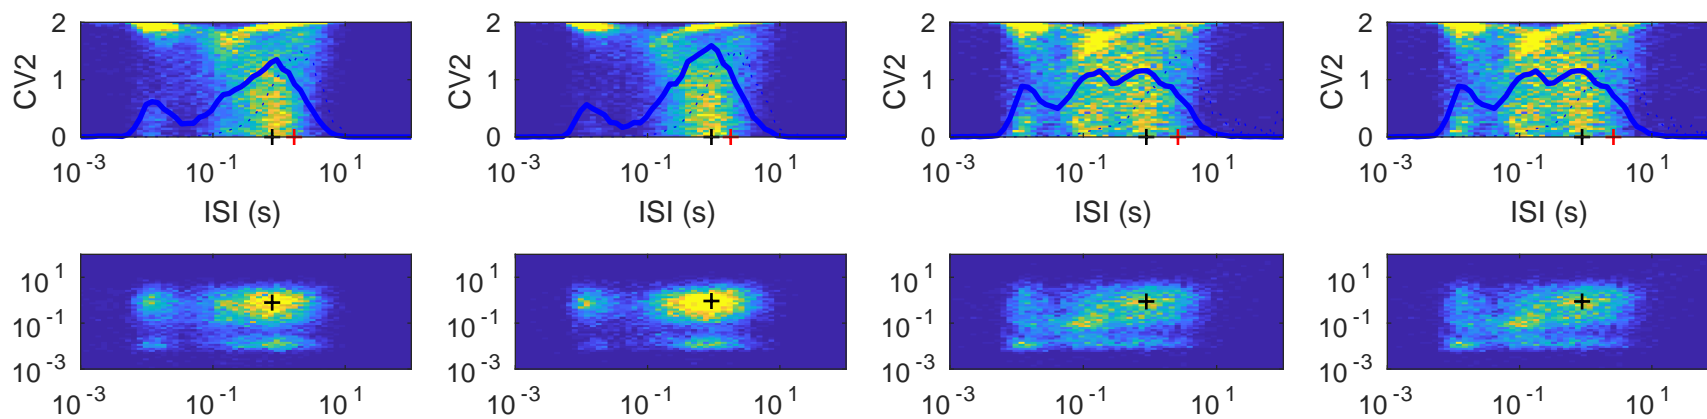 2 2 2 2
CV2 CV2 CV2 CV2
1 1 1 1
0 0 0 0
10^-3 10^-1 10^1 10^-3 10^-1 10^1 10^-3 10^-1 10^1 10^-3 10^-1 10^1
ISI (s) ISI (s) ISI (s) ISI (s)
10^1 10^1 10^1 10^1
10^-1 10^-1 10^-1 10^-1
10^-3 10^-3 10^-3 10^-3
10^-3 10^-1 10^1 10^-3 10^-1 10^1 10^-3 10^-1 10^1 10^-3 10^-1 10^1